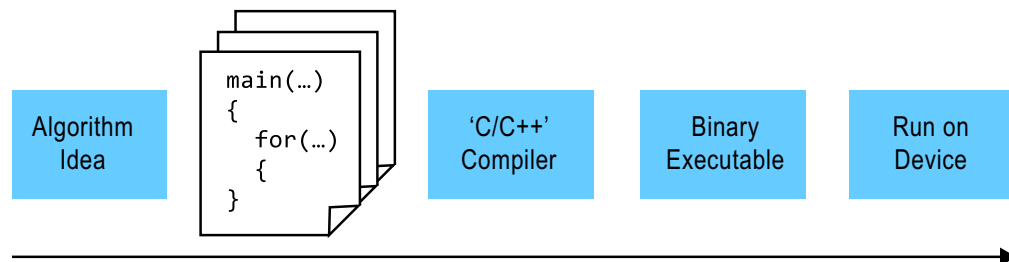 Algorithm
Idea
main(…)
{
for(…)
{
}
‘C/C++’
Compiler
Binary
Executable
Run on
Device